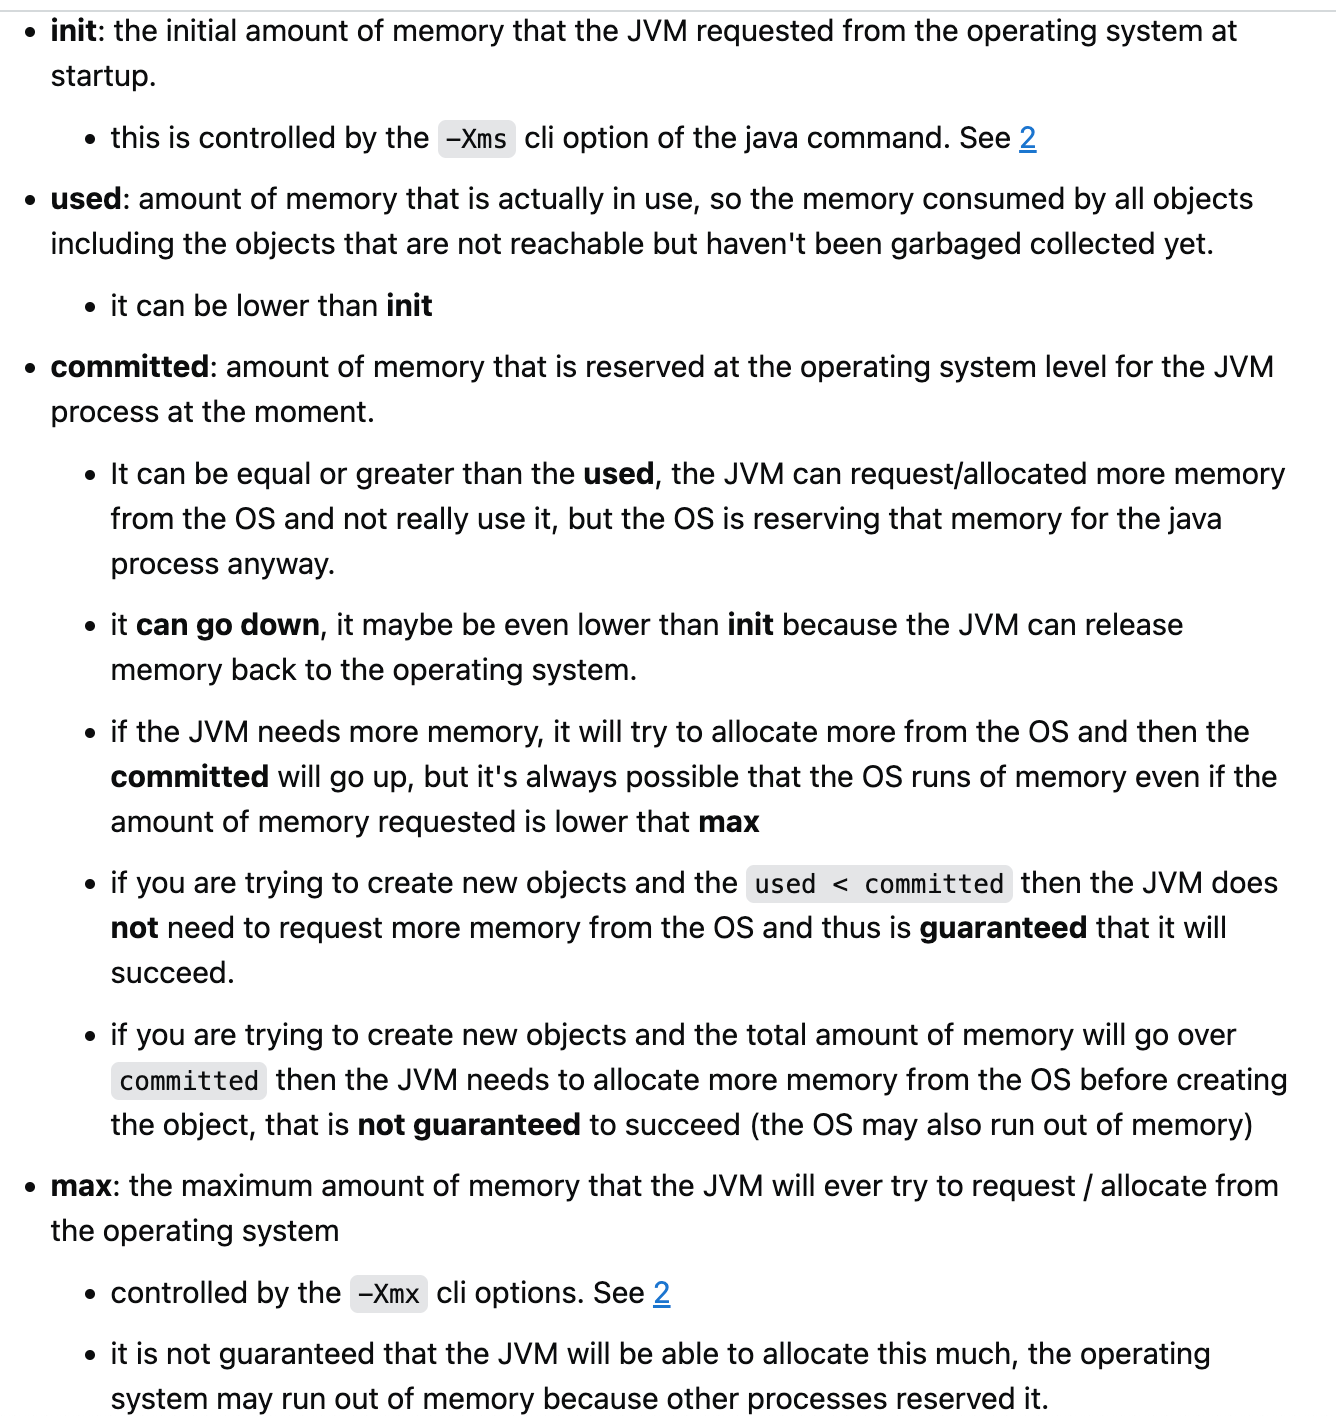 • init: the initial amount of memory that the JVM requested from the operating system at
startup.
• this is controlled by the -Xms cli option of the java command. See 2
• used: amount of memory that is actually in use, so the memory consumed by all objects
including the objects that are not reachable but haven't been garbaged collected yet.
• it can be lower than init
• committed: amount of memory that is reserved at the operating system level for the JVM
process at the moment.
• It can be equal or greater than the used, the JVM can request/allocated more memory
from the OS and not really use it, but the OS is reserving that memory for the java
process anyway.
• it can go down, it maybe be even lower than init because the JVM can release
memory back to the operating system.
• if the JVM needs more memory, it will try to allocate more from the OS and then the
committed will go up, but it's always possible that the OS runs of memory even if the
amount of memory requested is lower that max
• if you are trying to create new objects and the used < committed then the JVM does
not need to request more memory from the OS and thus is guaranteed that it will
succeed.
• if you are trying to create new objects and the total amount of memory will go over
committed then the JVM needs to allocate more memory from the OS before creating
the object, that is not guaranteed to succeed (the OS may also run out of memory)
• max: the maximum amount of memory that the JVM will ever try to request / allocate from
the operating system
• controlled by the -Xmx cli options. See 2
• it is not guaranteed that the JVM will be able to allocate this much, the operating
system may run out of memory because other processes reserved it.